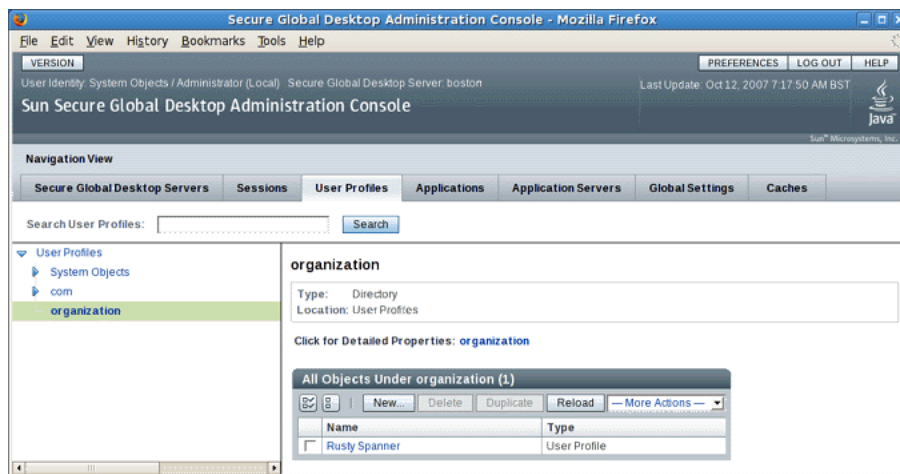 Secure Global Desktop Administration Console - Mozilla Firefox
File Edit View History Bookmarks Tools Help
VERSION PREFERENCES LOG OUT HELP
User Identity: System Objects / Administrator (Local) Secure Global Desktop Server: boston Last Update: Oct 12, 2007 7:17:50 AM BST
Sun Secure Global Desktop Administration Console
Java
Sun™ Microsystems, Inc.
Navigation View
Secure Global Desktop Servers Sessions User Profiles Applications Application Servers Global Settings Caches
Search User Profiles: Search
User Profiles
System Objects
com
organization
organization
Type: Directory
Location: User Profiles
Click for Detailed Properties: organization
All Objects Under organization (1)
New... Delete Duplicate Reload — More Actions —
Name Type
Rusty Spanner User Profile